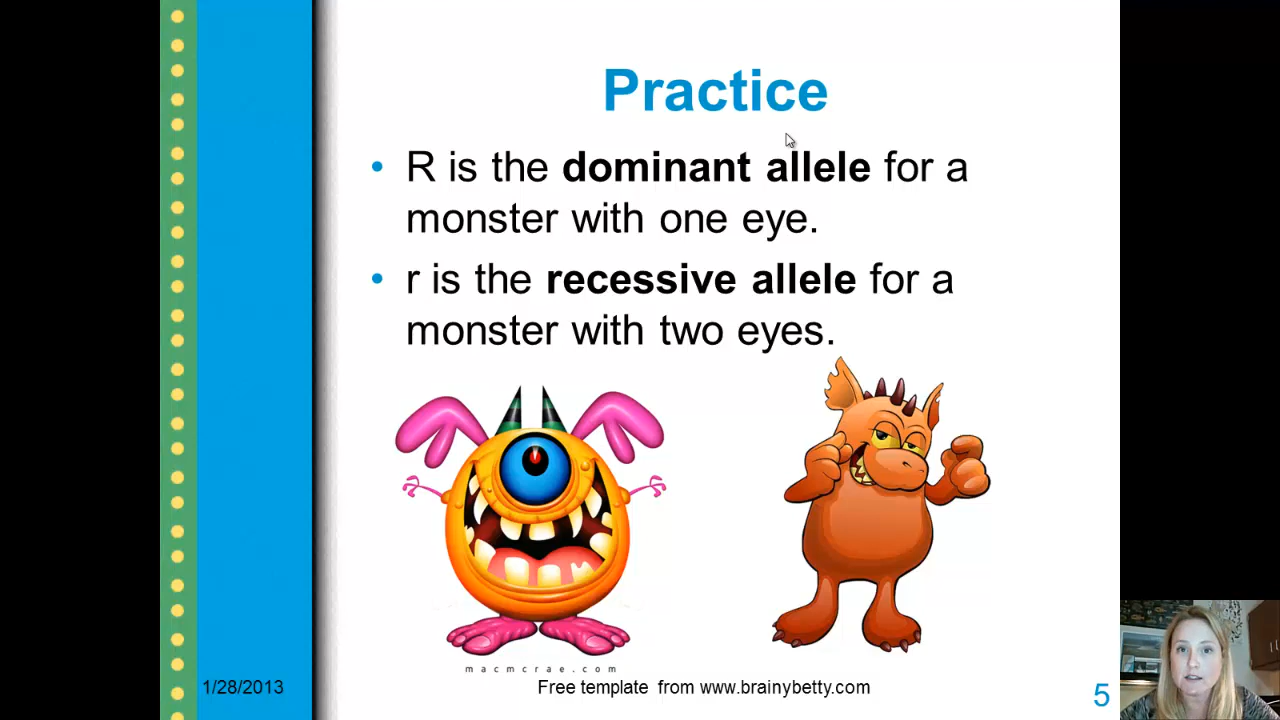 Practice
• R is the dominant allele for a
monster with one eye.
• r is the recessive allele for a
monster with two eyes.
macmcrae.com
1/28/2013
Free template from www.brainybetty.com
5